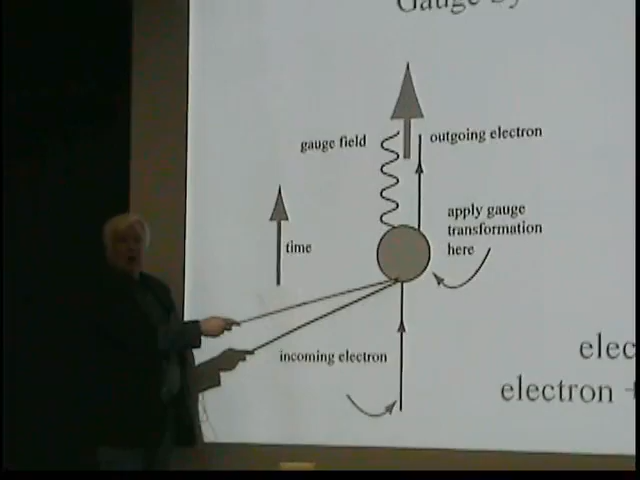 Gauge
gauge field
outgoing electron
apply gauge
transformation
here
time
incoming electron
elec
electron